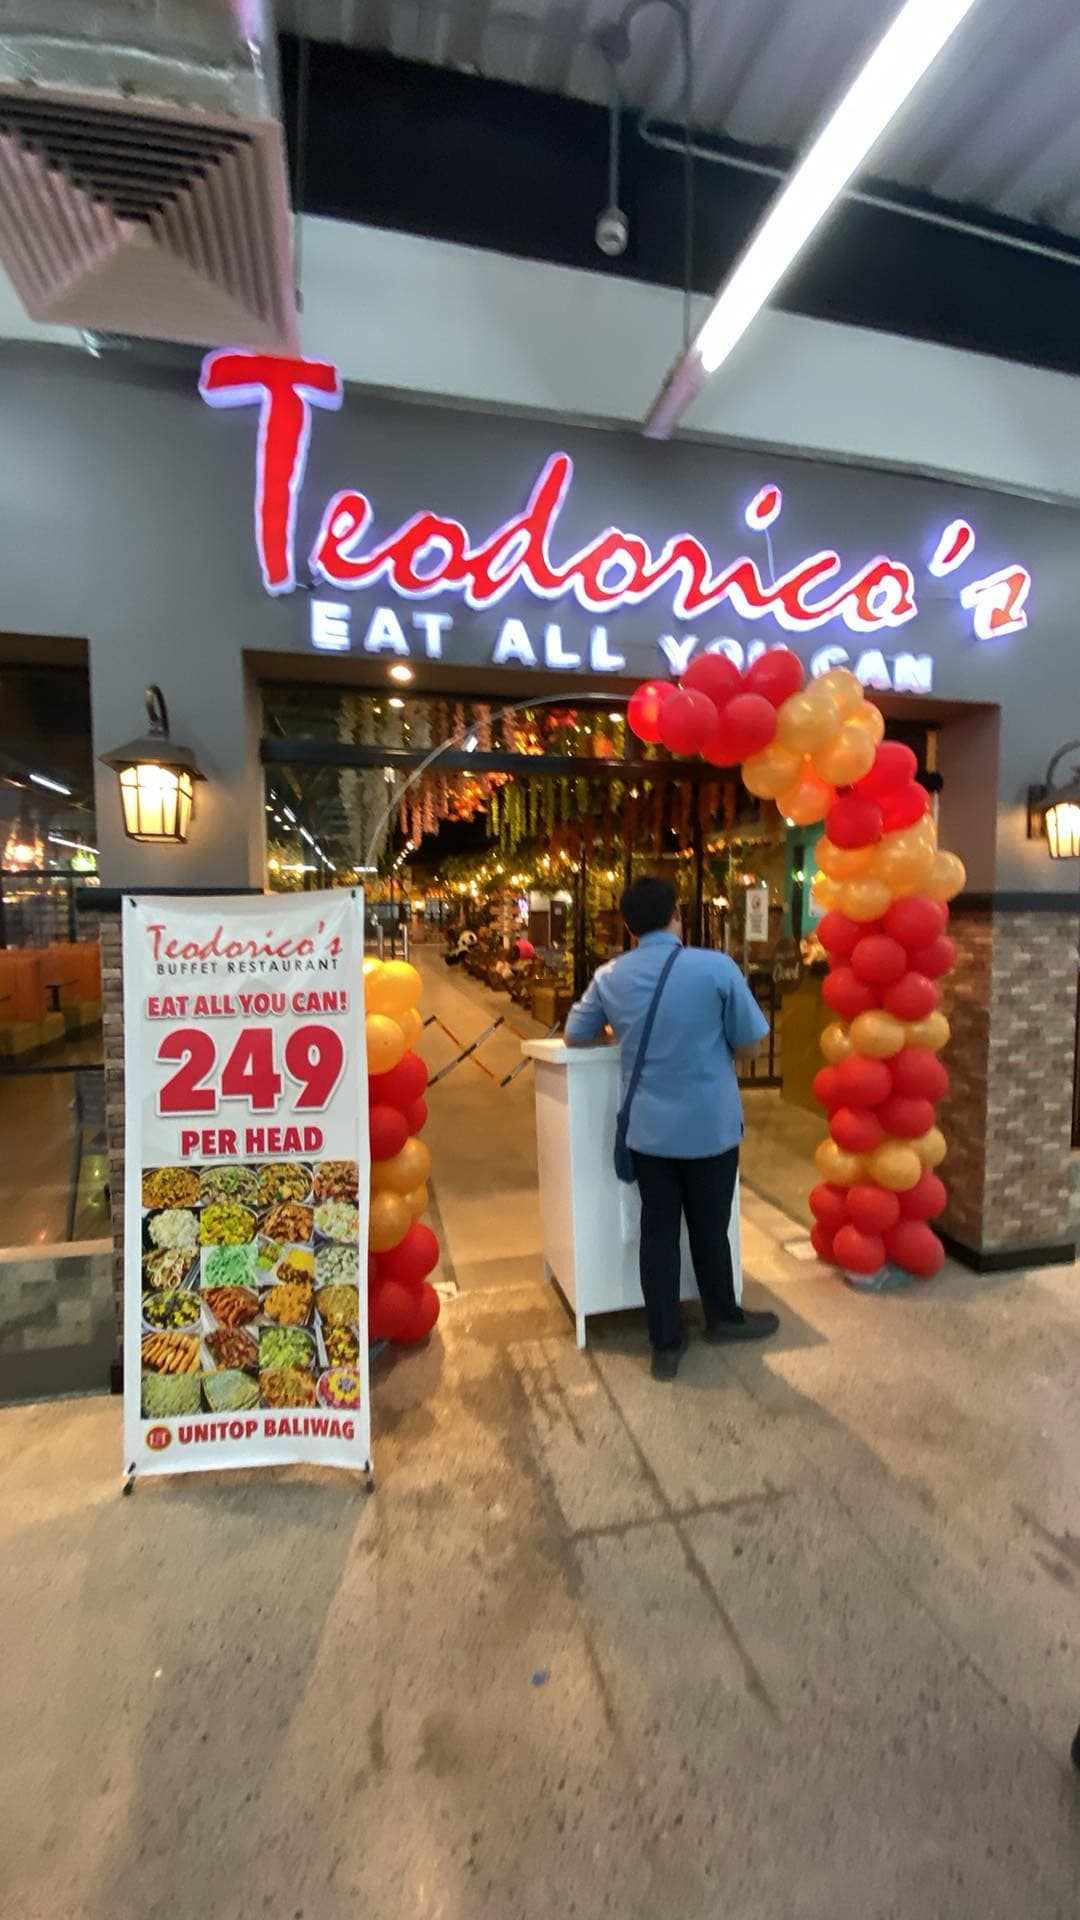 Teodorico's
EAT ALL YOU CAN
Teodorico's
BUFFET RESTAURANT
EAT ALL YOU CAN!
249
PER HEAD
UNITOP BALIWAG